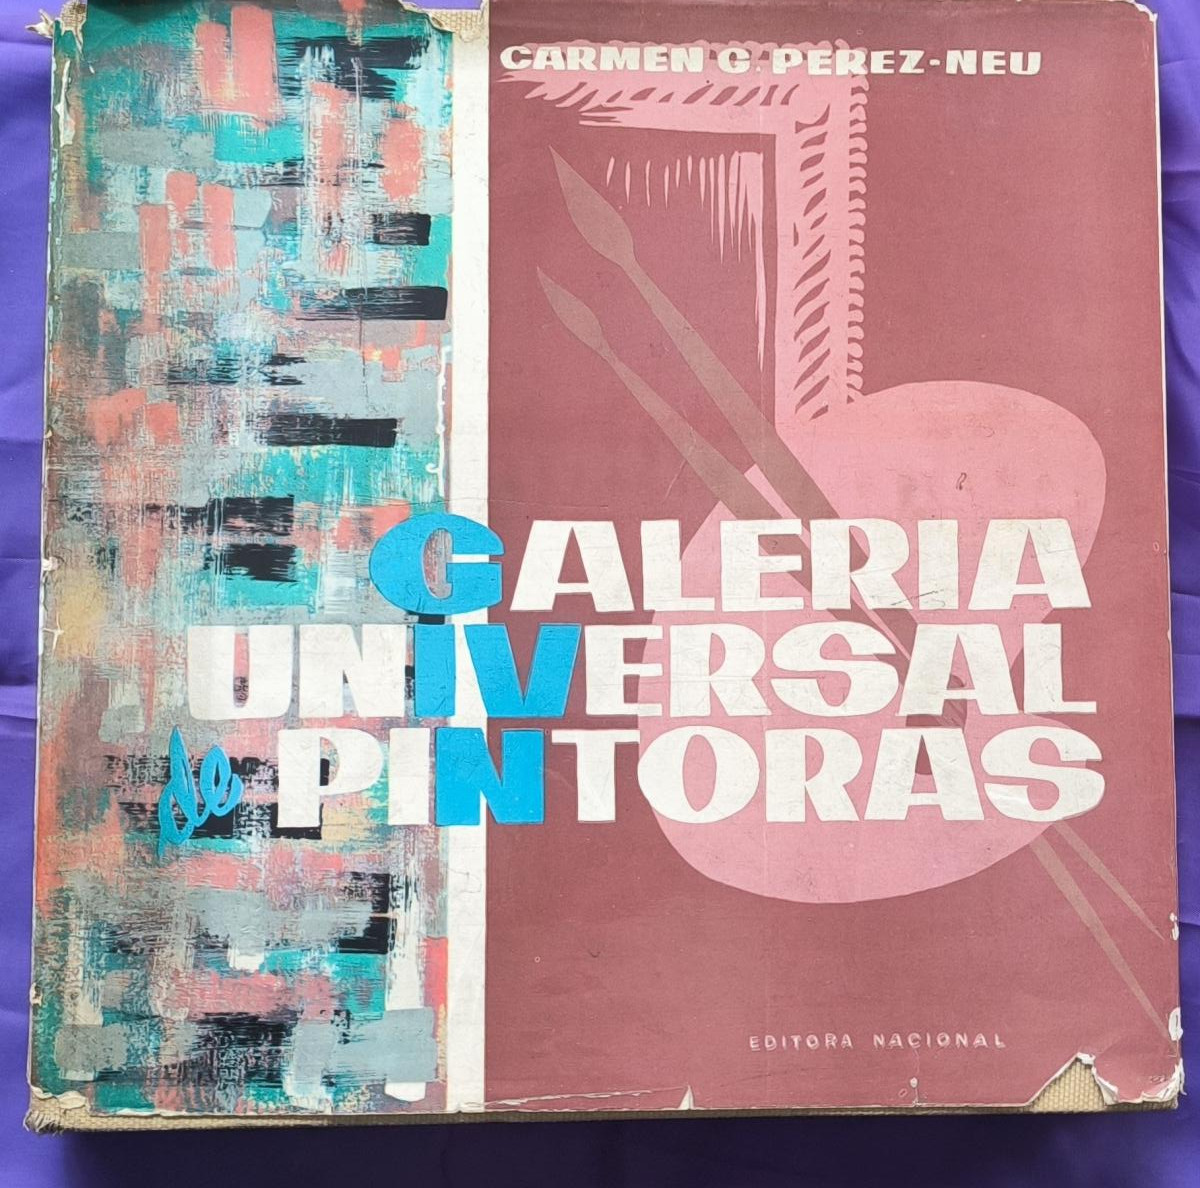 CARMEN G. PEREZ-NEU
GALERIA
UNIVERSAL
de PINTORAS
EDITORA NACIONAL